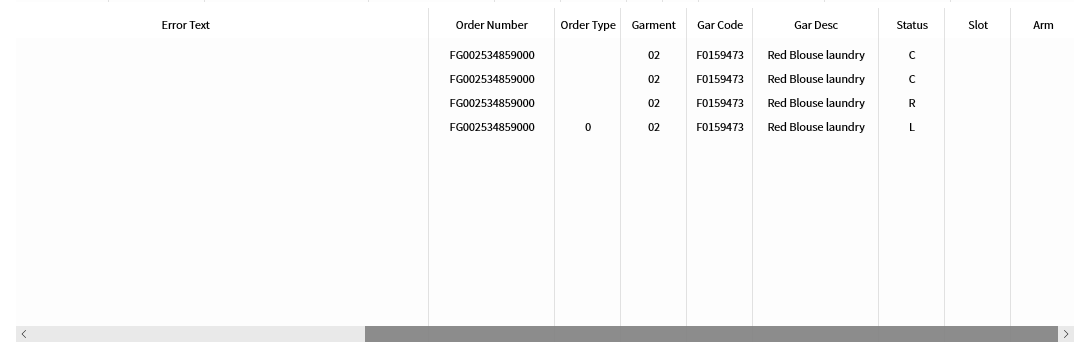 Error Text Order Number Order Type Garment Gar Code Gar Desc Status Slot Arm
FG002534859000 02 F0159473 Red Blouse laundry C
FG002534859000 02 F0159473 Red Blouse laundry C
FG002534859000 02 F0159473 Red Blouse laundry R
FG002534859000 0 02 F0159473 Red Blouse laundry L